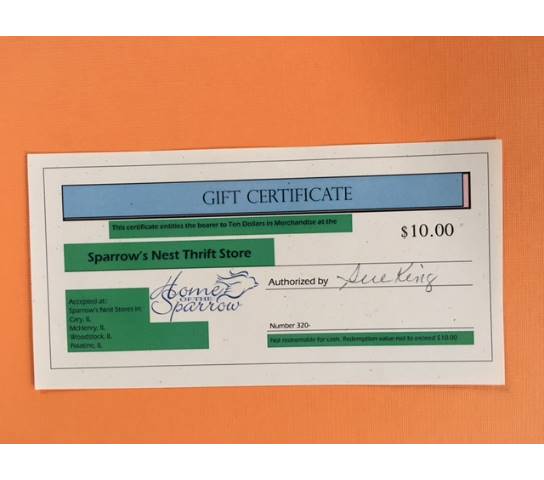 GIFT CERTIFICATE
This certificate entitles the bearer to Ten Dollars in Merchandise at the
$10.00
Sparrow's Nest Thrift Store
Home
OF THE
Sparrow
Authorized by Sue King
Accepted at:
Sparrow's Nest Stores in:
Cary, IL
McHenry, IL
Woodstock, IL
Palatine, IL
Number 320-
Not redeemable for cash. Redemption value not to exceed $10.00